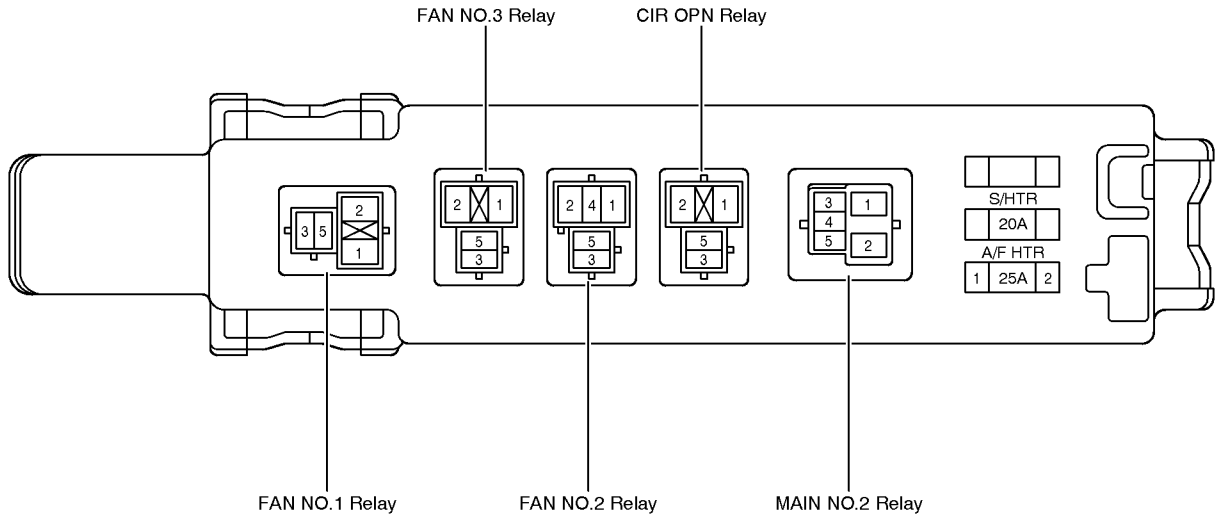 FAN NO.3 Relay
CIR OPN Relay
2 1
5
3
2 4 1
5
3
2 1
5
3
3
4
5
1
2
2
3 5
1
S/HTR
20A
A/F HTR
1 25A 2
FAN NO.1 Relay
FAN NO.2 Relay
MAIN NO.2 Relay